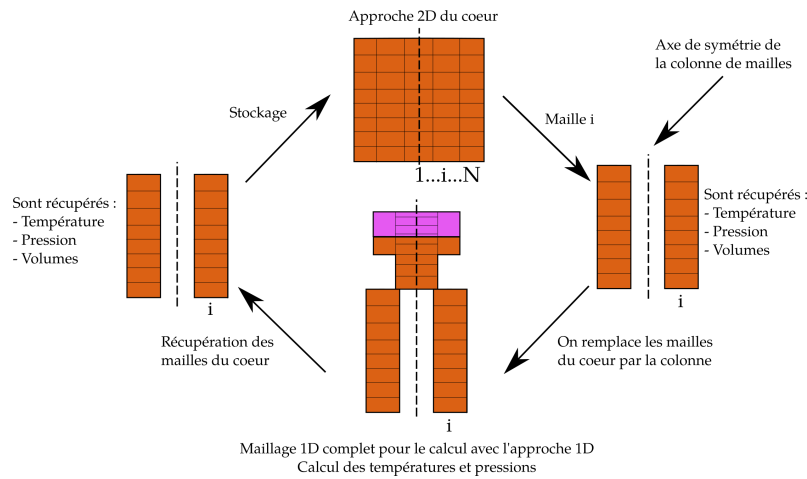 Approche 2D du coeur
Axe de symétrie de
la colonne de mailles
Stockage
Maille i
1...i...N
Sont récupérés :
- Température
- Pression
- Volumes
i
Sont récupérés :
- Température
- Pression
- Volumes
i
Récupération des
mailles du coeur
On remplace les mailles
du coeur par la colonne
i
Maillage 1D complet pour le calcul avec l'approche 1D
Calcul des températures et pressions